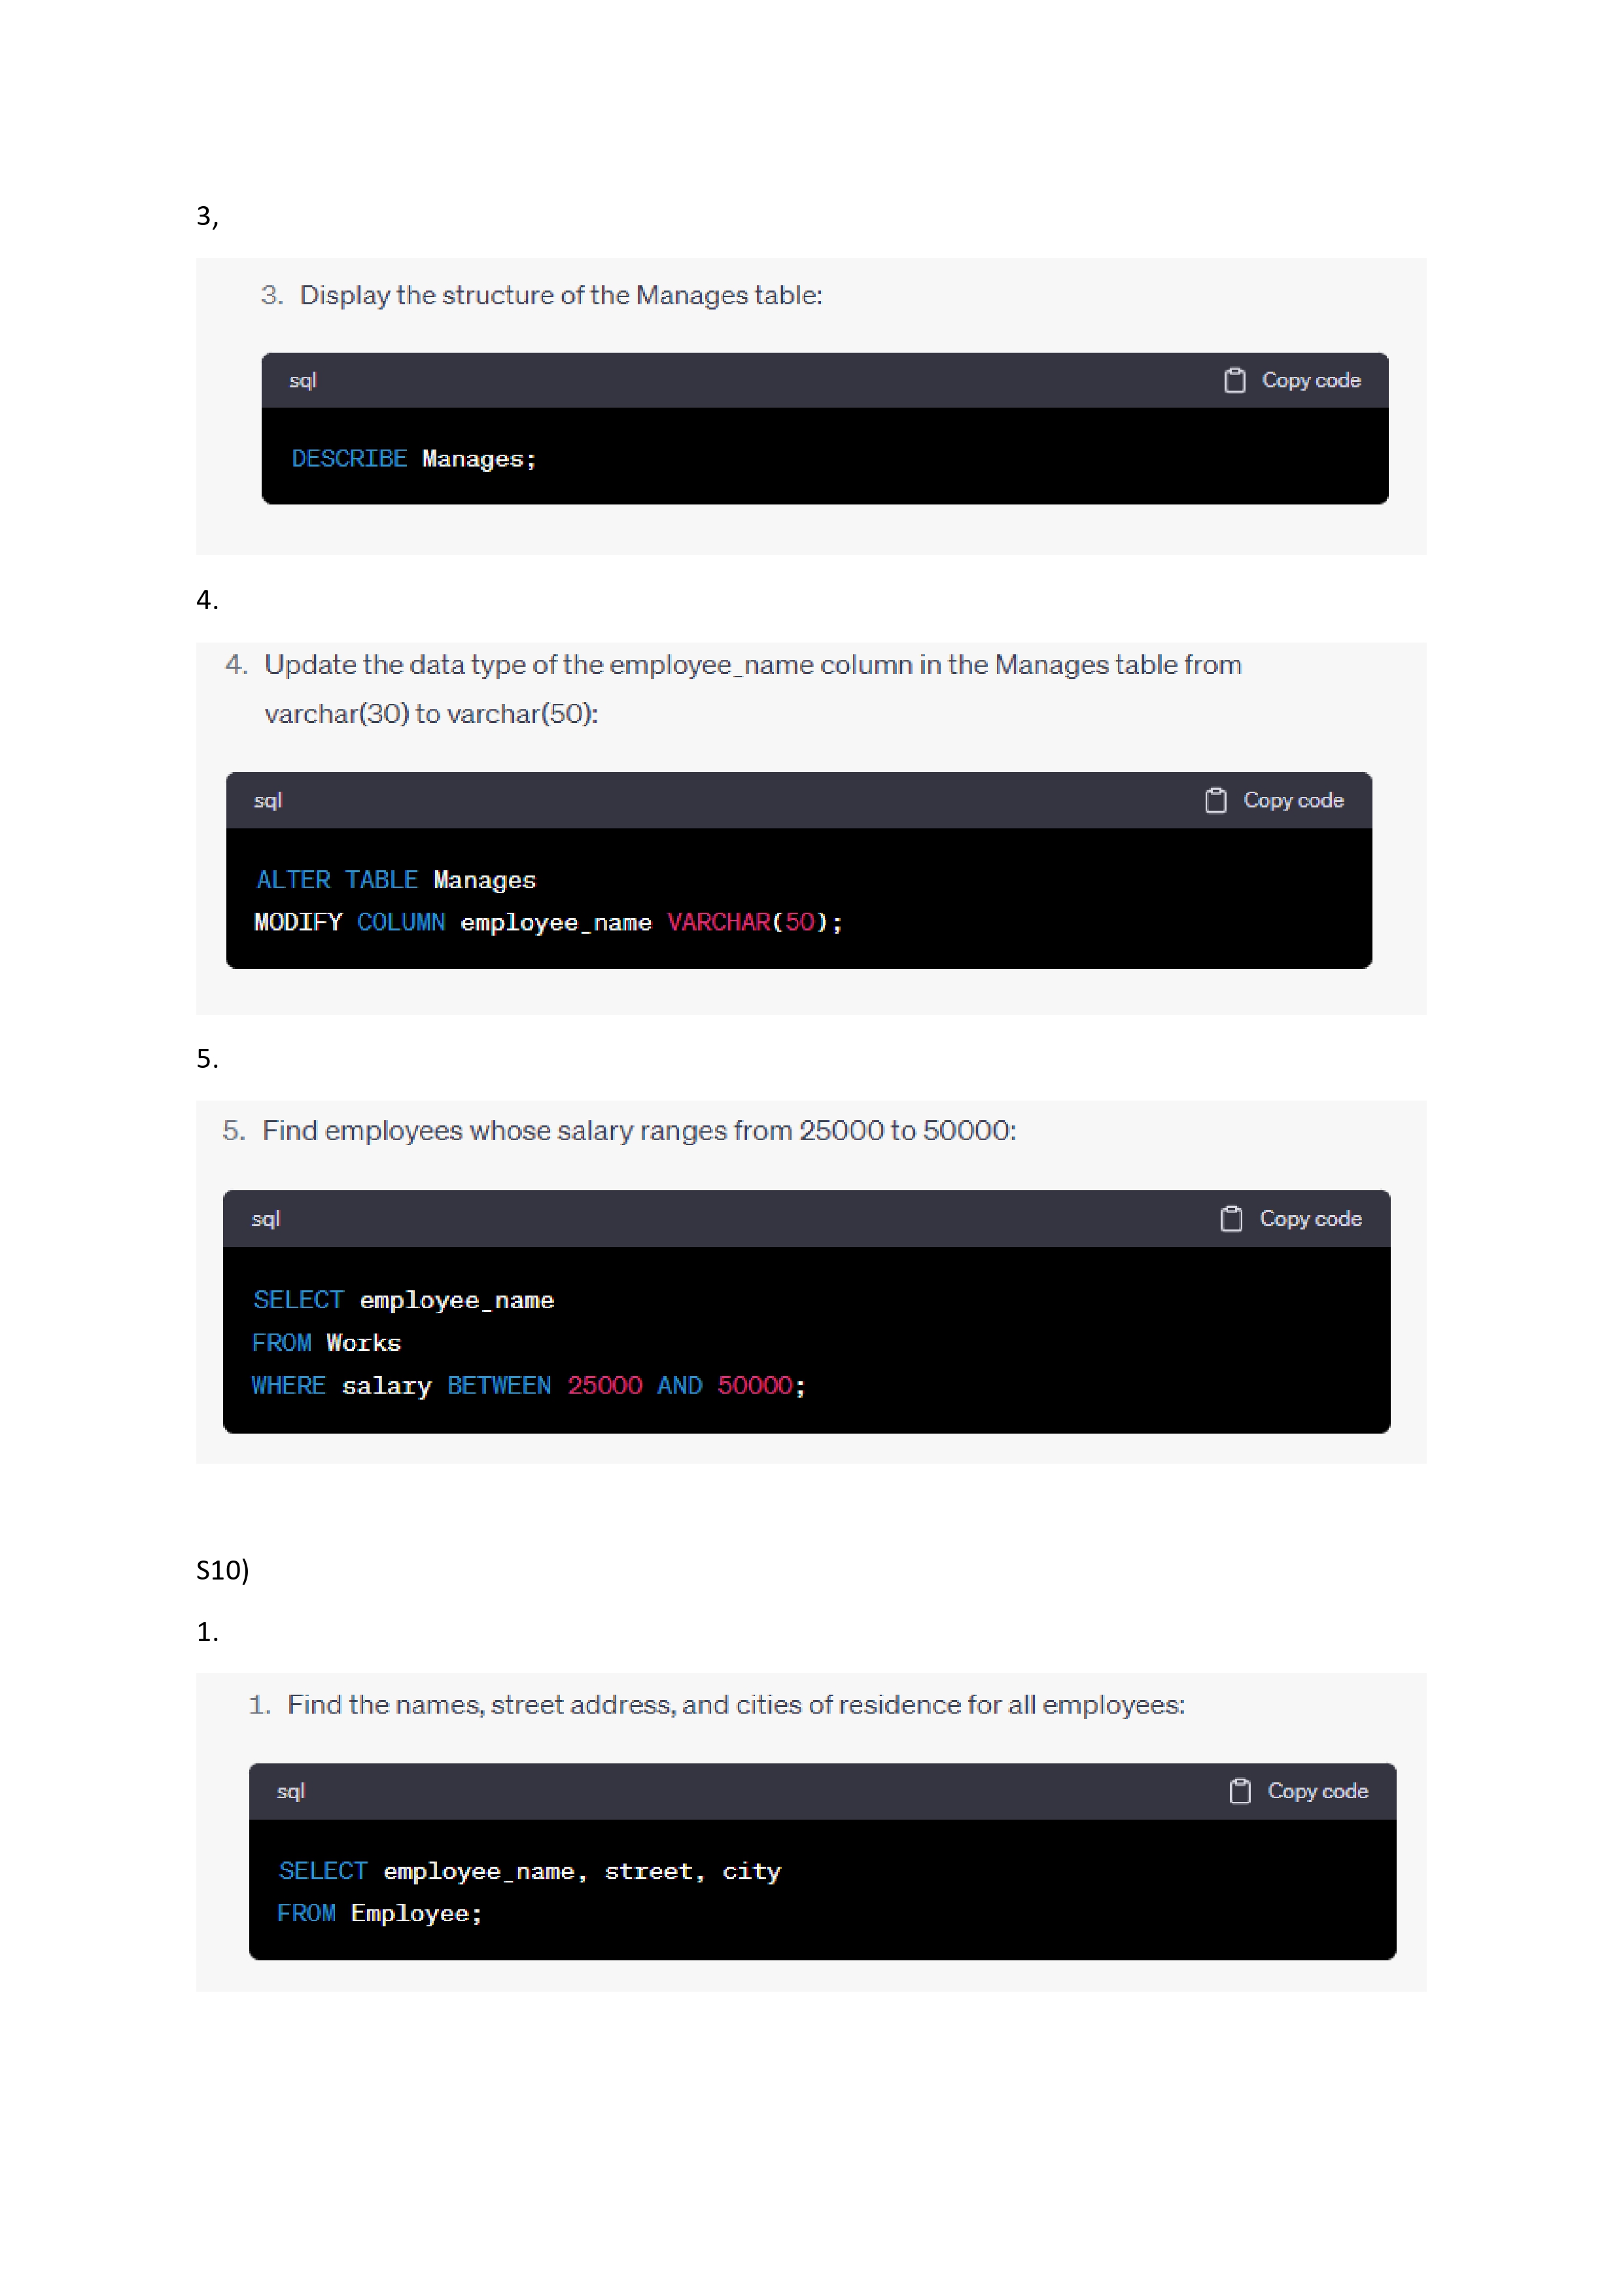 3,
3. Display the structure of the Manages table:
sql Copy code
DESCRIBE Manages;
4.
4. Update the data type of the employee_name column in the Manages table from
varchar(30) to varchar(50):
sql Copy code
ALTER TABLE Manages
MODIFY COLUMN employee_name VARCHAR(50);
5.
5. Find employees whose salary ranges from 25000 to 50000:
sql Copy code
SELECT employee_name
FROM Works
WHERE salary BETWEEN 25000 AND 50000;
S10)
1.
1. Find the names, street address, and cities of residence for all employees:
sql Copy code
SELECT employee_name, street, city
FROM Employee;